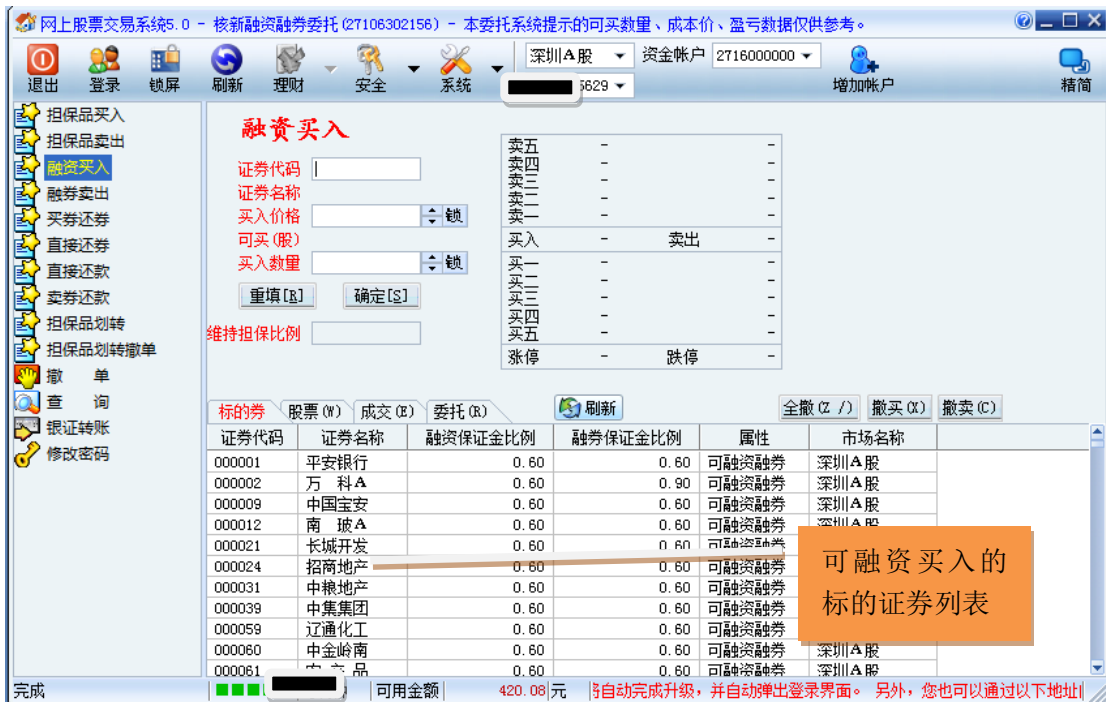 网上股票交易系统5.0 - 核新融资融券委托(27106302156) - 本委托系统提示的可买数量、成本价、盈亏数据仅供参考。
退出 登录 锁屏 刷新 理财 安全 系统 深圳A股 资金帐户 2716000000 增加帐户 精简
5629
担保品买入
担保品卖出
融资买入
融券卖出
买券还券
直接还券
直接还款
卖券还款
担保品划转
担保品划转撤单
撤 单
查 询
银证转账
修改密码
融资买入
证券代码
证券名称
买入价格 锁
可买(股)
买入数量 锁
重填[R] 确定[S]
维持担保比例
卖五 - -
卖四 - -
卖三 - -
卖二 - -
卖一 - -
买入 - 卖出 -
买一 - -
买二 - -
买三 - -
买四 - -
买五 - -
涨停 - 跌停 -
标的券 股票(W) 成交(E) 委托(R) 刷新 全撤(Z /) 撤买(X) 撤卖(C)
证券代码 证券名称 融资保证金比例 融券保证金比例 属性 市场名称
000001 平安银行 0.60 0.60 可融资融券 深圳A股
000002 万 科A 0.60 0.90 可融资融券 深圳A股
000009 中国宝安 0.60 0.60 可融资融券 深圳A股
000012 南 玻A 0.60 0.60 可融资融券 深圳A股
000021 长城开发 0.60 0.60 可融资融券
000024 招商地产 0.60 0.60 可融资融券
000031 中粮地产 0.60 0.60 可融资融券
000039 中集集团 0.60 0.60 可融资融券
000059 辽通化工 0.60 0.60 可融资融券
000060 中金岭南 0.60 0.60 可融资融券 深圳A股
000061 0.60 0.60 可融资融券 深圳A股
可融资买入的
标的证券列表
完成 可用金额 420.08 元 自动完成升级，并自动弹出登录界面。 另外，您也可以通过以下地址